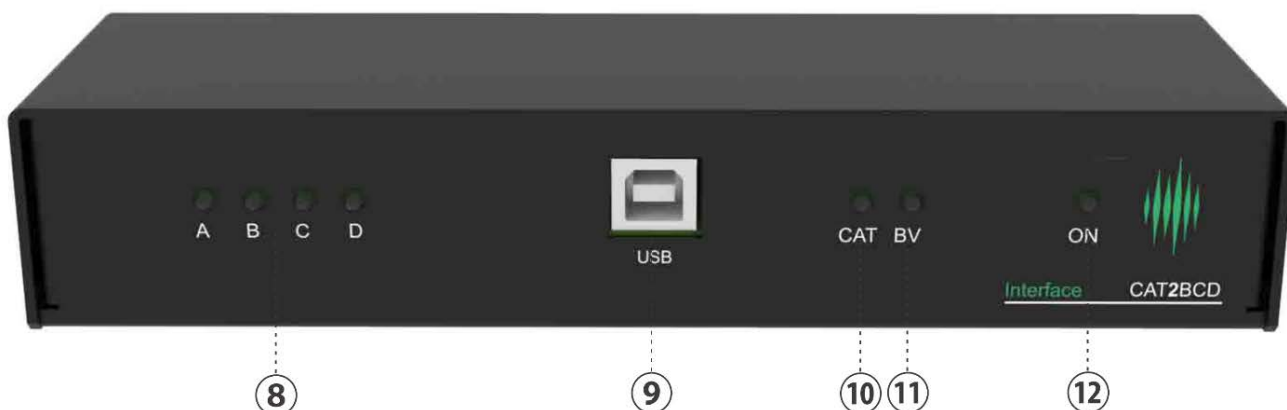 A B C D
USB
CAT BV
ON
Interface CAT2BCD
8 9 10 11 12